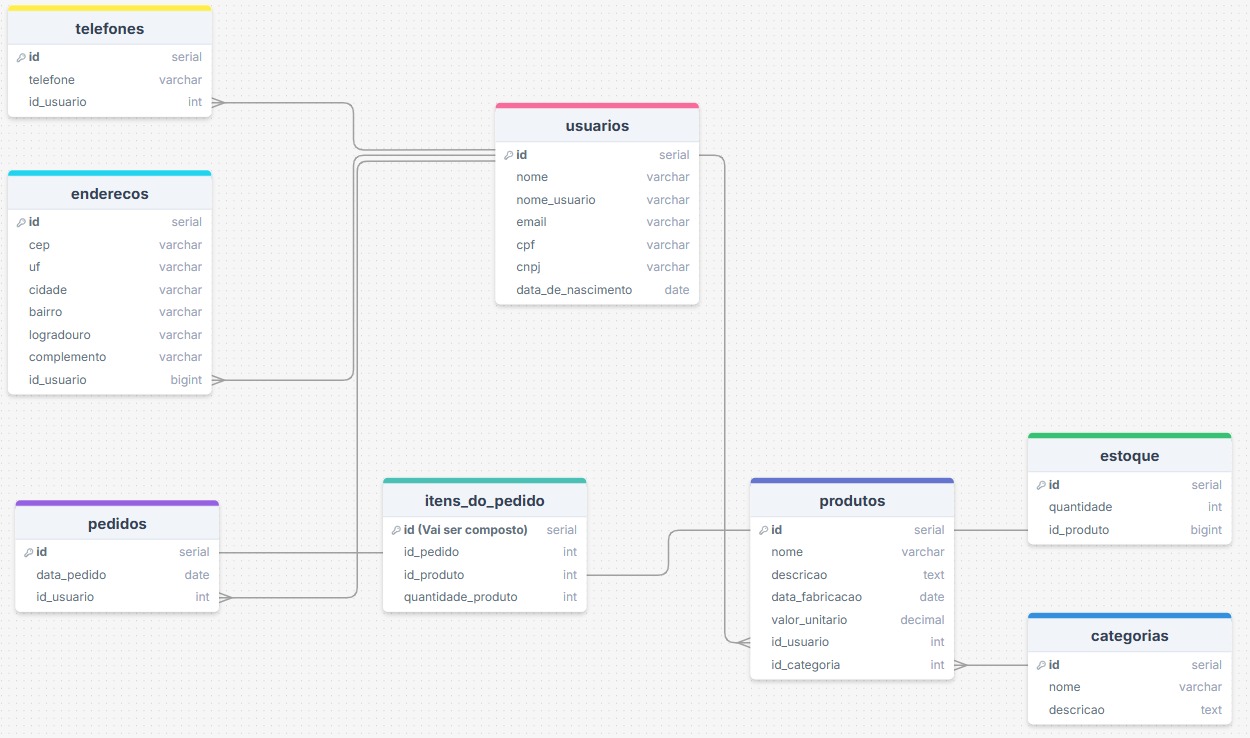 telefones
id serial
telefone varchar
id_usuario int
enderecos
id serial
cep varchar
uf varchar
cidade varchar
bairro varchar
logradouro varchar
complemento varchar
id_usuario bigint
usuarios
id serial
nome varchar
nome_usuario varchar
email varchar
cpf varchar
cnpj varchar
data_de_nascimento date
pedidos
id serial
data_pedido date
id_usuario int
itens_do_pedido
id (Vai ser composto) serial
id_pedido int
id_produto int
quantidade_produto int
produtos
id serial
nome varchar
descricao text
data_fabricacao date
valor_unitario decimal
id_usuario int
id_categoria int
estoque
id serial
quantidade int
id_produto bigint
categorias
id serial
nome varchar
descricao text